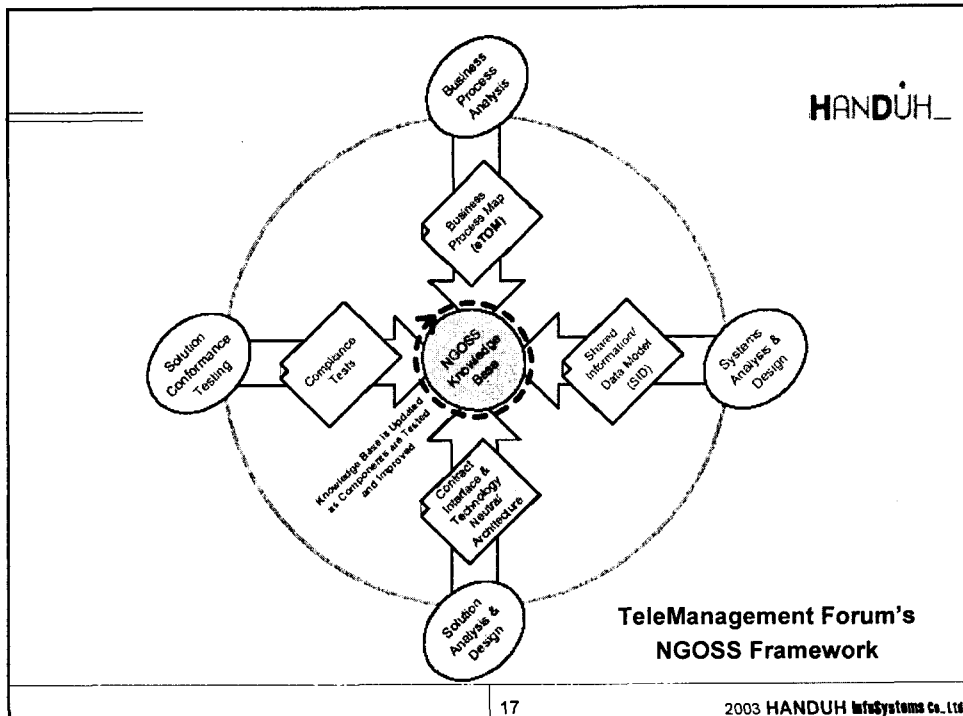 HANDUH_
Business
Process
Analysis
Business
Process Map
(eTOM)
Solution
Conformance
Testing
Compliance
Tests
NGOSS
Knowledge
Base
Shared
Information/
Data Model
(SID)
Systems
Analysis &
Design
Knowledge Base is Updated
as Components are Tested
and Improved
Contract
Interface &
Technology
Neutral
Architecture
Solution
Analysis &
Design
TeleManagement Forum's
NGOSS Framework
17
2003 HANDUH InfoSystems Co., Ltd